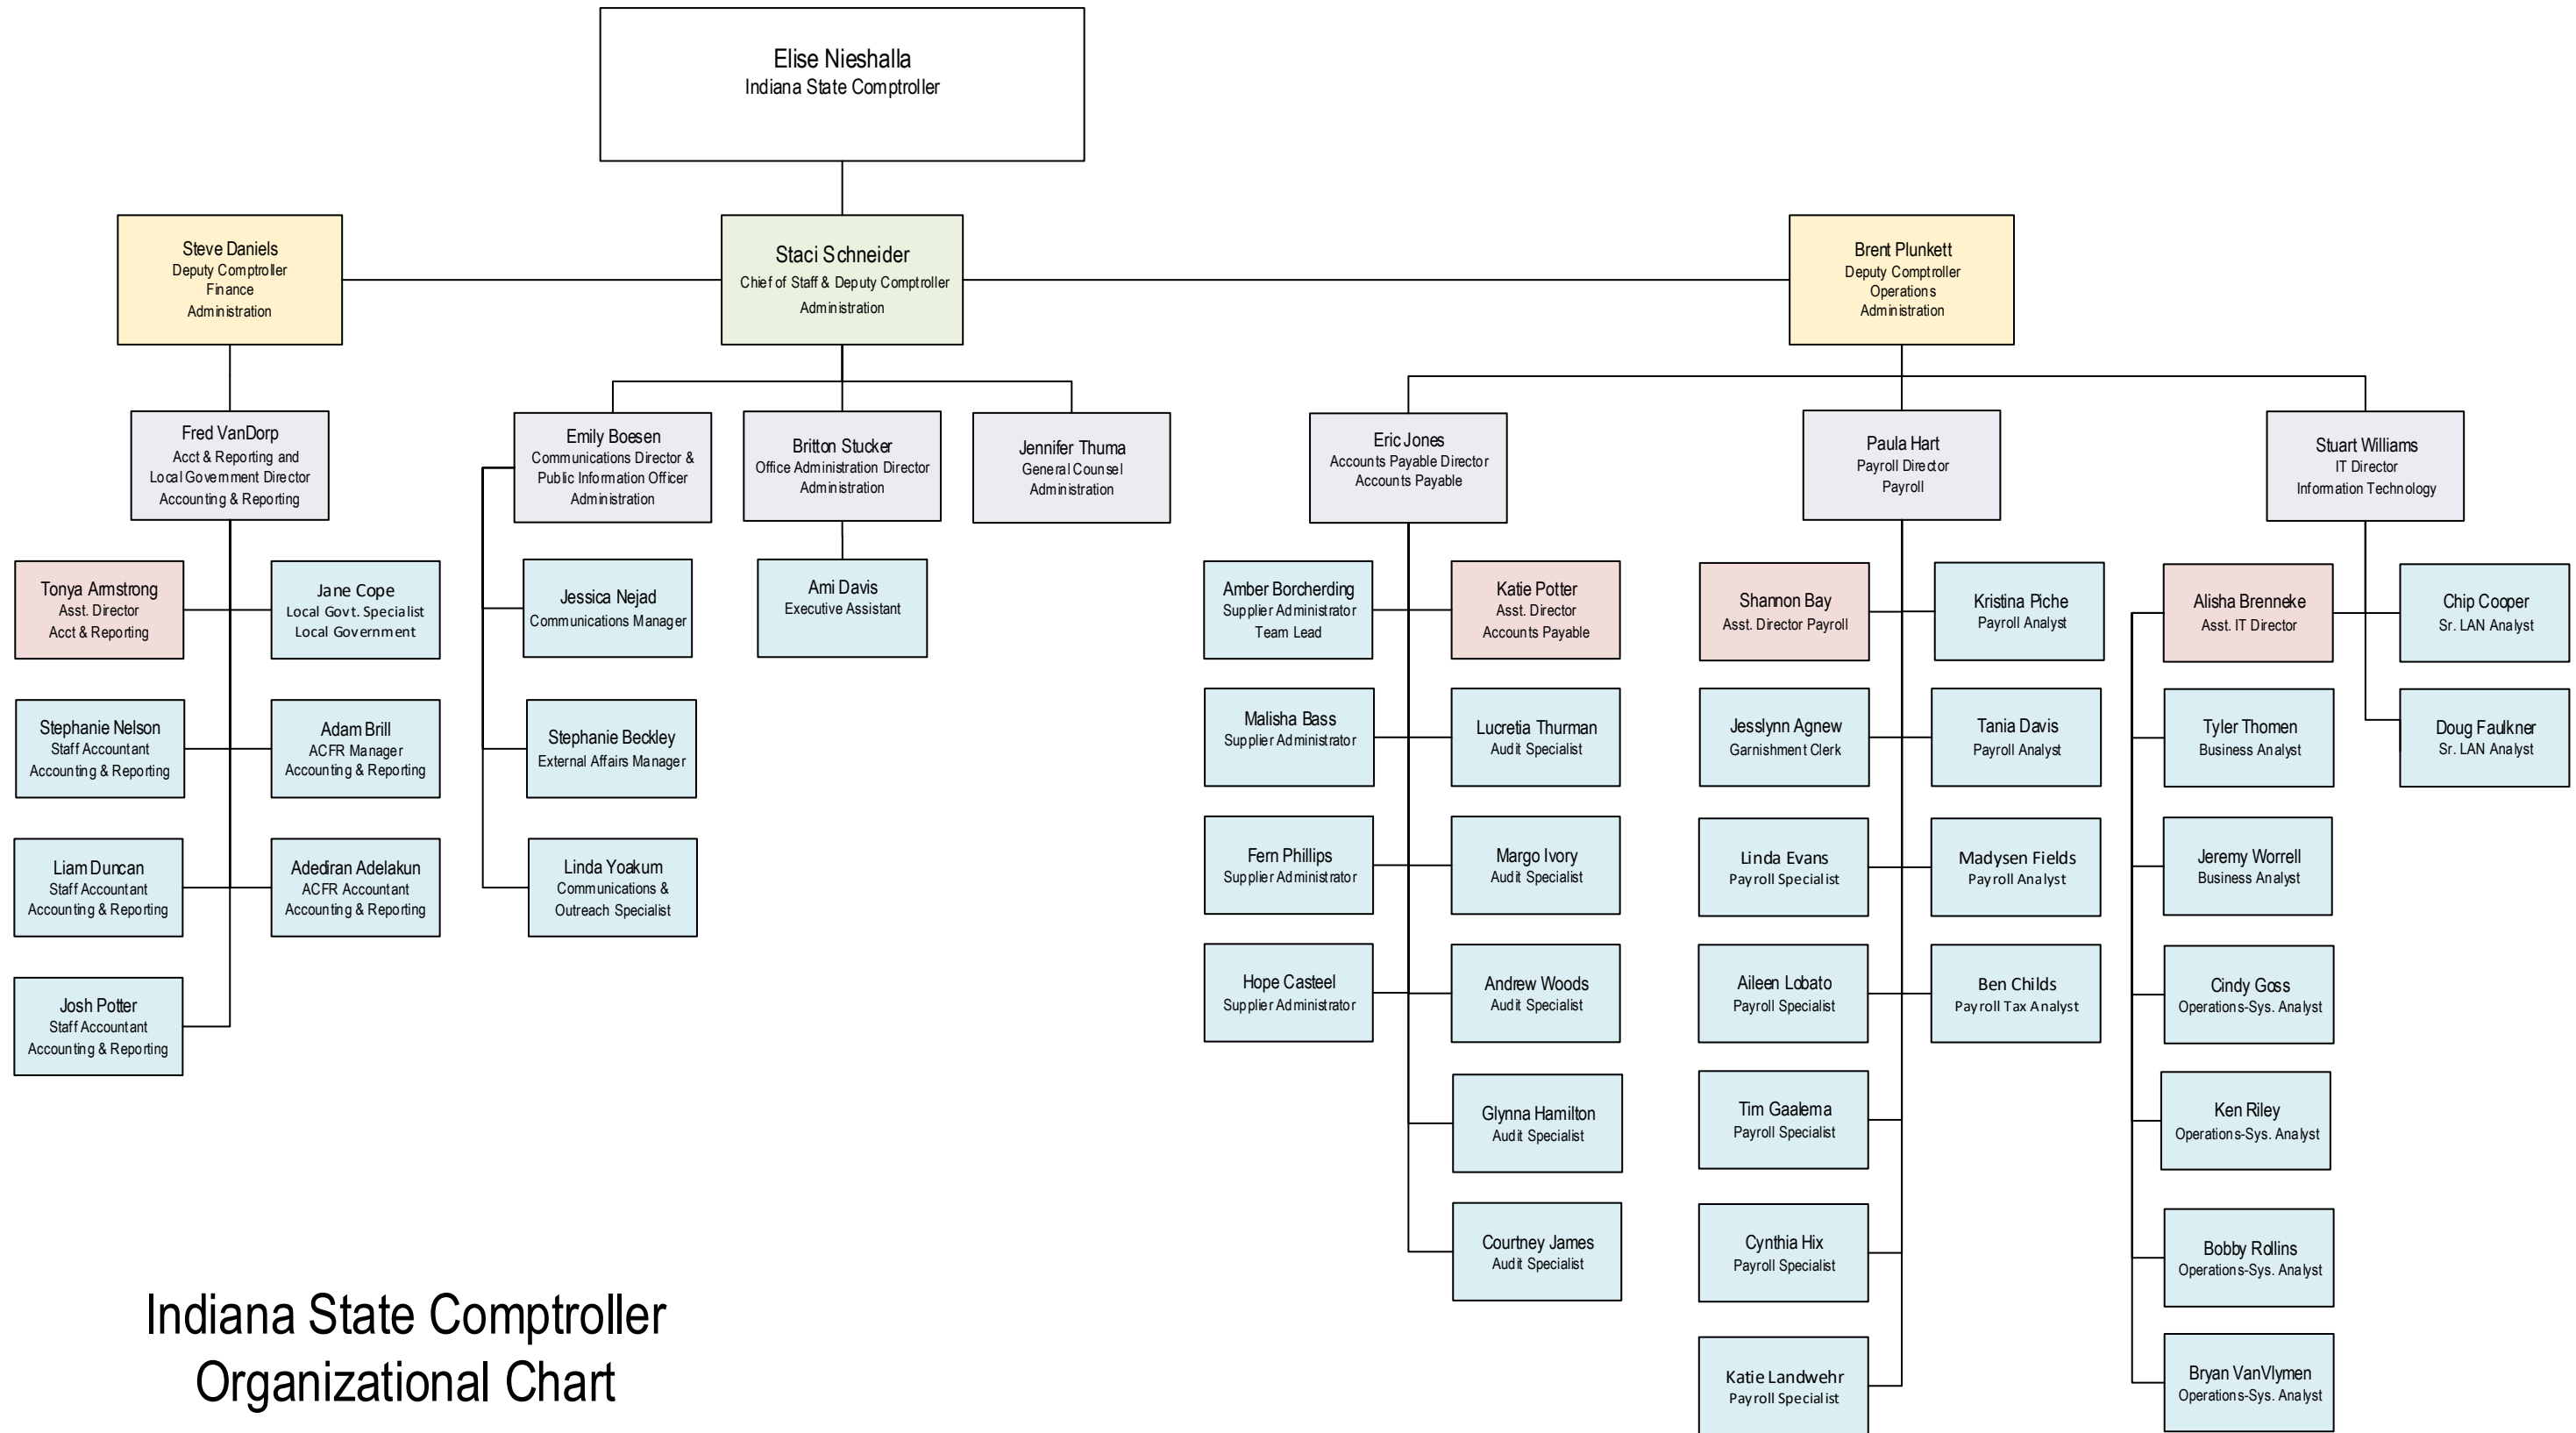 Elise Nieshalla
Indiana State Comptroller
Steve Daniels
Deputy Comptroller
Finance
Administration
Staci Schneider
Chief of Staff & Deputy Comptroller
Administration
Brent Plunkett
Deputy Comptroller
Operations
Administration
Fred VanDorp
Acct & Reporting and
Local Government Director
Accounting & Reporting
Emily Boesen
Communications Director &
Public Information Officer
Administration
Britton Stucker
Office Administration Director
Administration
Jennifer Thuma
General Counsel
Administration
Eric Jones
Accounts Payable Director
Accounts Payable
Paula Hart
Payroll Director
Payroll
Stuart Williams
IT Director
Information Technology
Tonya Armstrong
Asst. Director
Acct & Reporting
Jane Cope
Local Govt. Specialist
Local Government
Stephanie Nelson
Staff Accountant
Accounting & Reporting
Adam Brill
ACFR Manager
Accounting & Reporting
Liam Duncan
Staff Accountant
Accounting & Reporting
Adediran Adelakun
ACFR Accountant
Accounting & Reporting
Josh Potter
Staff Accountant
Accounting & Reporting
Jessica Nejad
Communications Manager
Stephanie Beckley
External Affairs Manager
Linda Yoakum
Communications &
Outreach Specialist
Ami Davis
Executive Assistant
Amber Borcherding
Supplier Administrator
Team Lead
Katie Potter
Asst. Director
Accounts Payable
Malisha Bass
Supplier Administrator
Lucretia Thurman
Audit Specialist
Fern Phillips
Supplier Administrator
Margo Ivory
Audit Specialist
Hope Casteel
Supplier Administrator
Andrew Woods
Audit Specialist
Glynna Hamilton
Audit Specialist
Courtney James
Audit Specialist
Shannon Bay
Asst. Director Payroll
Kristina Piche
Payroll Analyst
Jesslynn Agnew
Garnishment Clerk
Tania Davis
Payroll Analyst
Linda Evans
Payroll Specialist
Madysen Fields
Payroll Analyst
Aileen Lobato
Payroll Specialist
Ben Childs
Payroll Tax Analyst
Tim Gaalema
Payroll Specialist
Cynthia Hix
Payroll Specialist
Katie Landwehr
Payroll Specialist
Alisha Brenneke
Asst. IT Director
Chip Cooper
Sr. LAN Analyst
Tyler Thomen
Business Analyst
Doug Faulkner
Sr. LAN Analyst
Jeremy Worrell
Business Analyst
Cindy Goss
Operations-Sys. Analyst
Ken Riley
Operations-Sys. Analyst
Bobby Rollins
Operations-Sys. Analyst
Bryan VanVlymen
Operations-Sys. Analyst
Indiana State Comptroller
Organizational Chart